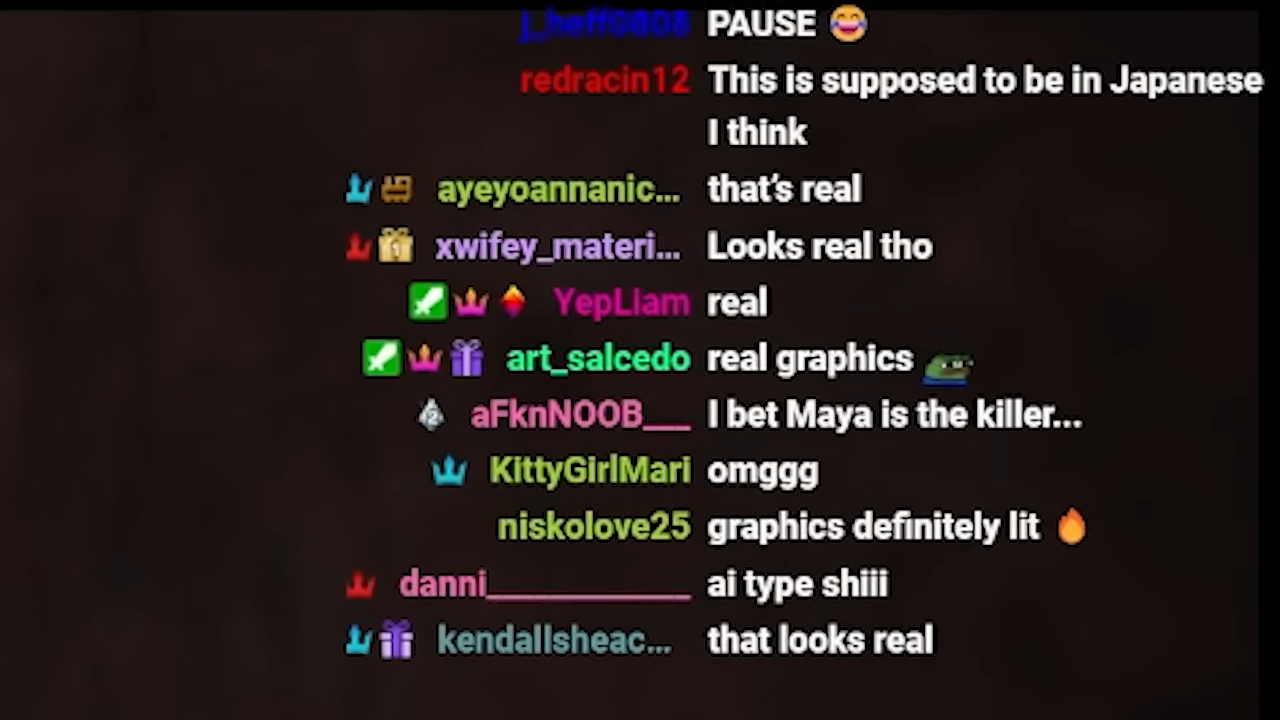 j_heff0808 PAUSE 😂
redracin12 This is supposed to be in Japanese
I think
ayeyoannanic... that's real
xwifey_materi... Looks real tho
YepLiam real
art_salcedo real graphics
aFknNOOB___ I bet Maya is the killer...
KittyGirlMari omggg
niskolove25 graphics definitely lit 🔥
danni___________ ai type shiii
kendallsheac... that looks real